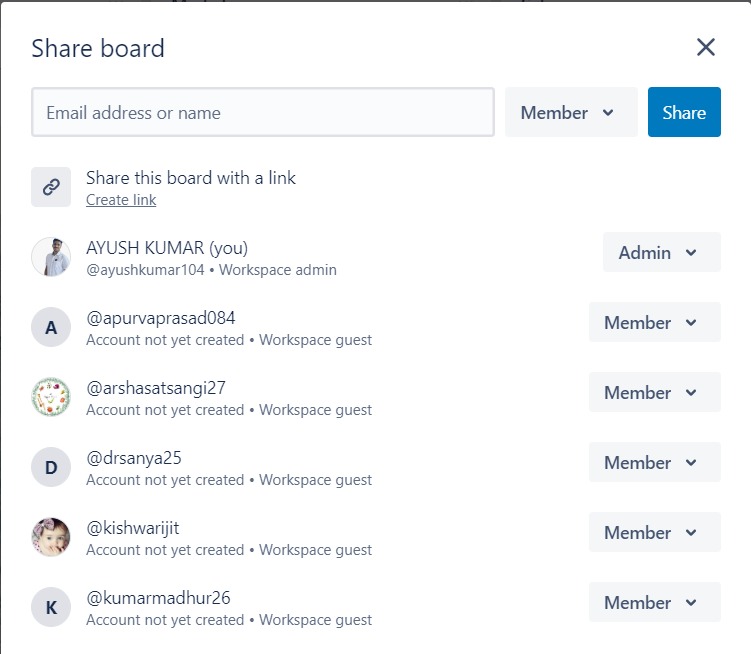 Share board
Email address or name
Member
Share
Share this board with a link
Create link
AYUSH KUMAR (you)
@ayushkumar104 • Workspace admin
Admin
A
@apurvaprasad084
Account not yet created • Workspace guest
Member
@arshasatsangi27
Account not yet created • Workspace guest
Member
D
@drsanya25
Account not yet created • Workspace guest
Member
@kishwarijit
Account not yet created • Workspace guest
Member
K
@kumarmadhur26
Account not yet created • Workspace guest
Member